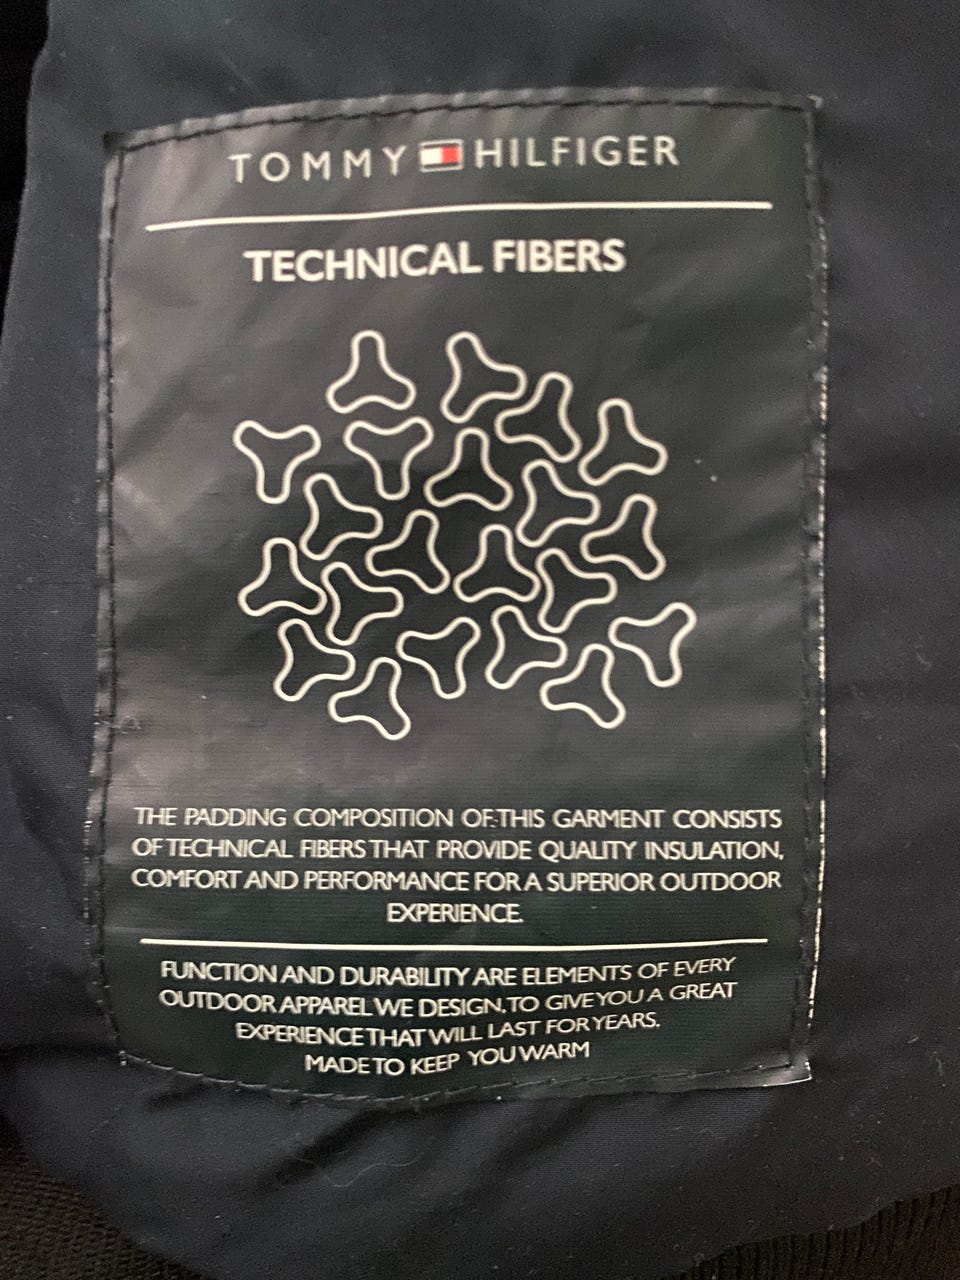 TOMMY HILFIGER
TECHNICAL FIBERS
THE PADDING COMPOSITION OF THIS GARMENT CONSISTS
OF TECHNICAL FIBERS THAT PROVIDE QUALITY INSULATION,
COMFORT AND PERFORMANCE FOR A SUPERIOR OUTDOOR
EXPERIENCE.
FUNCTION AND DURABILITY ARE ELEMENTS OF EVERY
OUTDOOR APPAREL WE DESIGN, TO GIVE YOU A GREAT
EXPERIENCE THAT WILL LAST FOR YEARS.
MADE TO KEEP YOU WARM